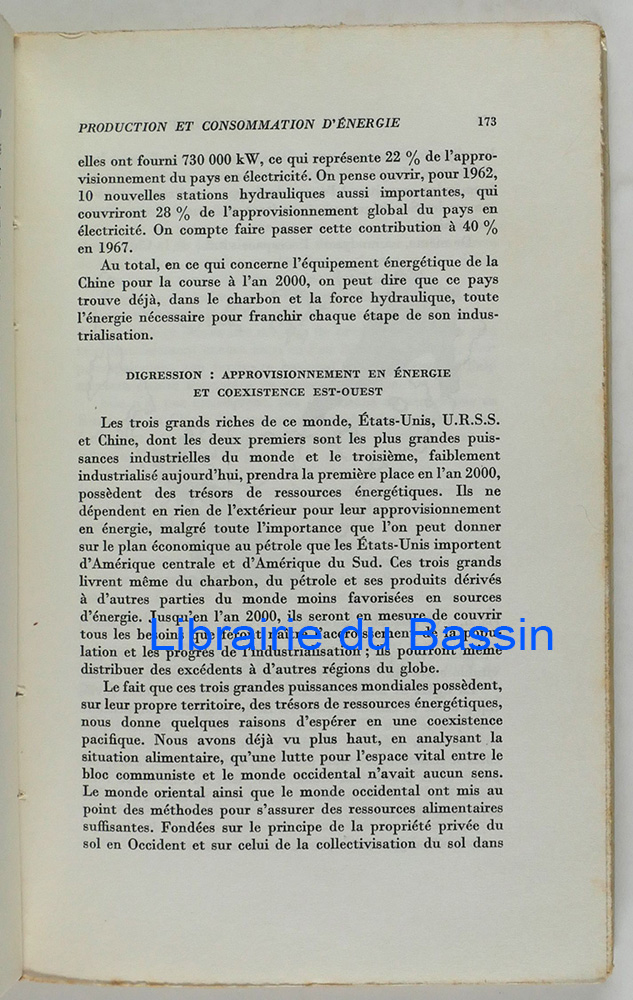 PRODUCTION ET CONSOMMATION D'ÉNERGIE 173
elles ont fourni 730 000 kW, ce qui représente 22 % de l'appro-
visionnement du pays en électricité. On pense ouvrir, pour 1962,
10 nouvelles stations hydrauliques aussi importantes, qui
couvriront 28 % de l'approvisionnement global du pays en
électricité. On compte faire passer cette contribution à 40 %
en 1967.
Au total, en ce qui concerne l'équipement énergétique de la
Chine pour la course à l'an 2000, on peut dire que ce pays
trouve déjà, dans le charbon et la force hydraulique, toute
l'énergie nécessaire pour franchir chaque étape de son indus-
trialisation.
DIGRESSION : APPROVISIONNEMENT EN ÉNERGIE
ET COEXISTENCE EST-OUEST
Les trois grands riches de ce monde, États-Unis, U.R.S.S.
et Chine, dont les deux premiers sont les plus grandes puis-
sances industrielles du monde et le troisième, faiblement
industrialisé aujourd'hui, prendra la première place en l'an 2000,
possèdent des trésors de ressources énergétiques. Ils ne
dépendent en rien de l'extérieur pour leur approvisionnement
en énergie, malgré toute l'importance que l'on peut donner
sur le plan économique au pétrole que les États-Unis importent
d'Amérique centrale et d'Amérique du Sud. Ces trois grands
livrent même du charbon, du pétrole et ses produits dérivés
à d'autres parties du monde moins favorisées en sources
d'énergie. Jusqu'en l'an 2000, ils seront en mesure de couvrir
tous les besoins que feront naître l'accroissement de la popu-
lation et les progrès de l'industrialisation ; ils pourront même
distribuer des excédents à d'autres régions du globe.
Le fait que ces trois grandes puissances mondiales possèdent,
sur leur propre territoire, des trésors de ressources énergétiques,
nous donne quelques raisons d'espérer en une coexistence
pacifique. Nous avons déjà vu plus haut, en analysant la
situation alimentaire, qu'une lutte pour l'espace vital entre le
bloc communiste et le monde occidental n'avait aucun sens.
Le monde oriental ainsi que le monde occidental ont mis au
point des méthodes pour s'assurer des ressources alimentaires
suffisantes. Fondées sur le principe de la propriété privée du
sol en Occident et sur celui de la collectivisation du sol dans
Librairie du Bassin